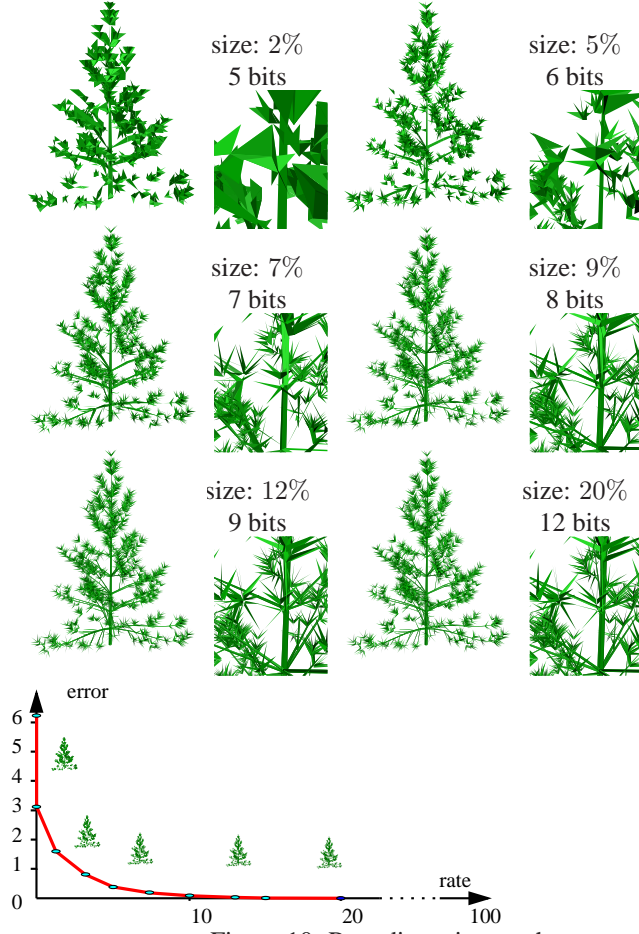 size: 2%
5 bits
size: 5%
6 bits
size: 7%
7 bits
size: 9%
8 bits
size: 12%
9 bits
size: 20%
12 bits
error
6
5
4
3
2
1
0
rate
10
20
100